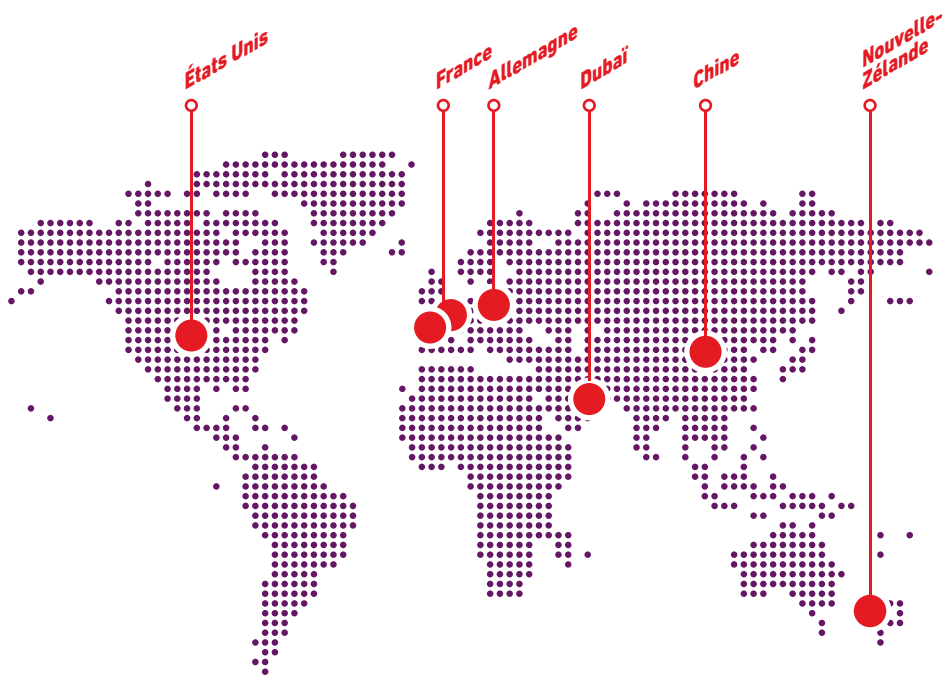 États Unis
France
Allemagne
Dubaï
Chine
Nouvelle-
Zélande